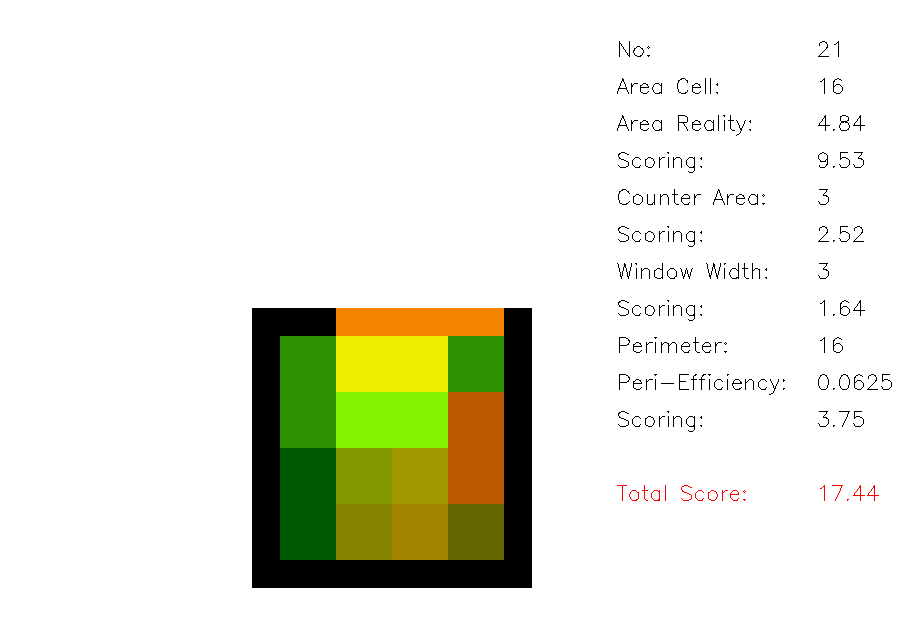 No: 21
Area Cell: 16
Area Reality: 4.84
Scoring: 9.53
Counter Area: 3
Scoring: 2.52
Window Width: 3
Scoring: 1.64
Perimeter: 16
Peri-Efficiency: 0.0625
Scoring: 3.75
Total Score: 17.44